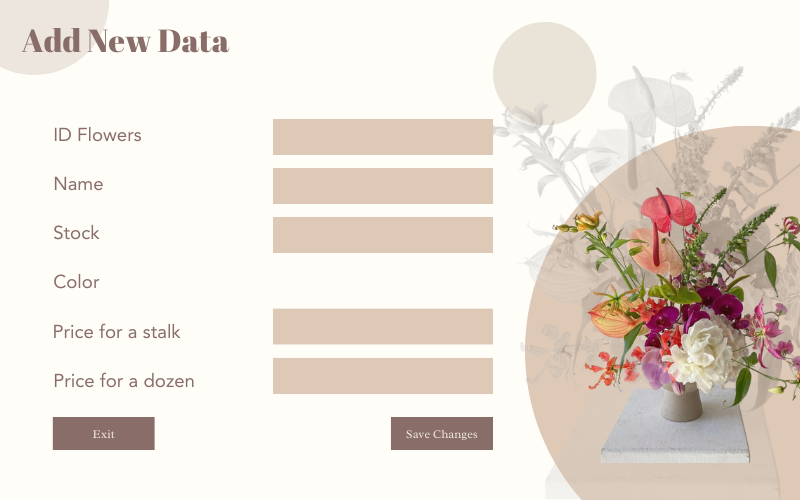 Add New Data
ID Flowers
Name
Stock
Color
Price for a stalk
Price for a dozen
Exit
Save Changes